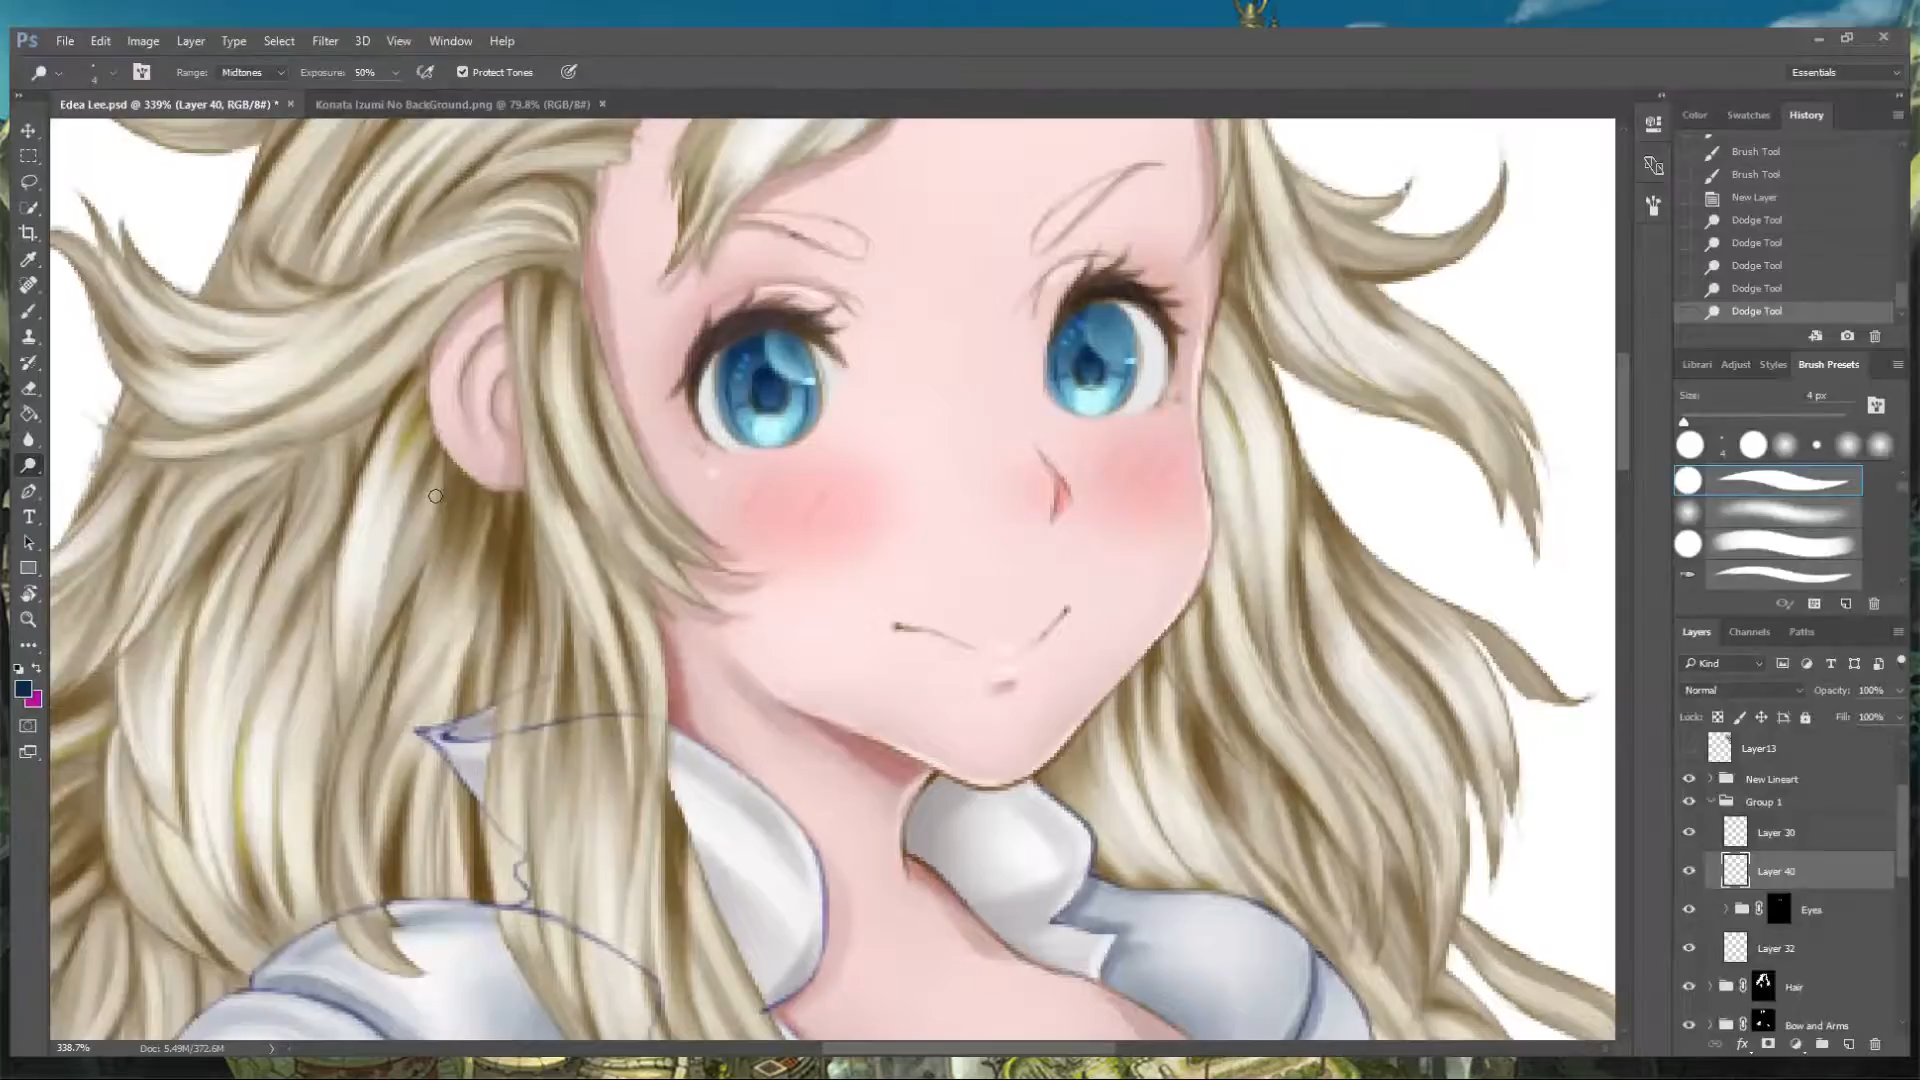 Ps File Edit Image Layer Type Select Filter 3D View Window Help
4 Range: Midtones Exposure: 50% Protect Tones Essentials
Edea Lee.psd @ 339% (Layer 40, RGB/8#) * × Konata Izumi No BackGround.png @ 79.8% (RGB/8#) ×
Color Swatches History
Brush Tool
Brush Tool
New Layer
Dodge Tool
Dodge Tool
Dodge Tool
Dodge Tool
Dodge Tool
Librari Adjust Styles Brush Presets
Size: 4 px
4
Layers Channels Paths
Kind
Normal Opacity: 100%
Lock: Fill: 100%
Layer13
New Lineart
Group 1
Layer 30
Layer 40
Eyes
Layer 32
Hair
Bow and Arms
fx
338.7% Doc: 5.49M/372.6M